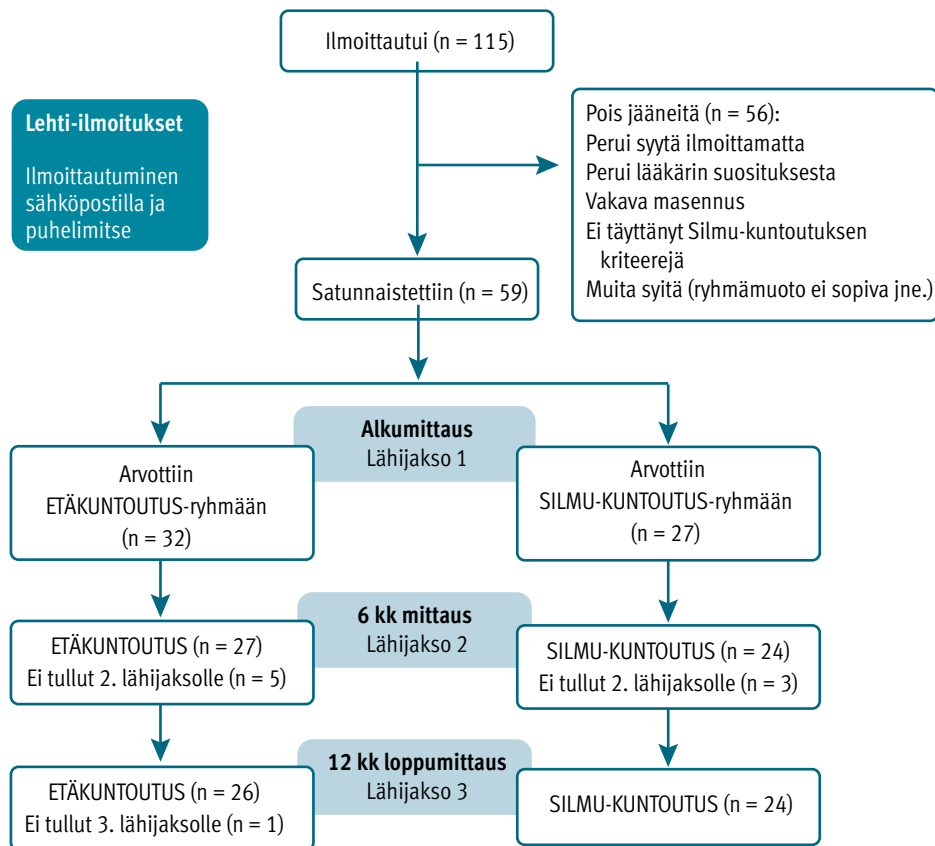 Ilmoittautui (n = 115)
Lehti-ilmoitukset
Ilmoittautuminen
sähköpostilla ja
puhelimitse
Pois jääneitä (n = 56):
Perui syytä ilmoittamatta
Perui lääkärin suosituksesta
Vakava masennus
Ei täyttänyt Silmu-kuntoutuksen
kriteerejä
Muita syitä (ryhmämuoto ei sopiva jne.)
Satunnaistettiin (n = 59)
Alkumittaus
Lähijakso 1
Arvottiin
ETÄKUNTOUTUS-ryhmään
(n = 32)
Arvottiin
SILMU-KUNTOUTUS-ryhmään
(n = 27)
6 kk mittaus
Lähijakso 2
ETÄKUNTOUTUS (n = 27)
Ei tullut 2. lähijaksolle (n = 5)
SILMU-KUNTOUTUS (n = 24)
Ei tullut 2. lähijaksolle (n = 3)
12 kk loppumittaus
Lähijakso 3
ETÄKUNTOUTUS (n = 26)
Ei tullut 3. lähijaksolle (n = 1)
SILMU-KUNTOUTUS (n = 24)